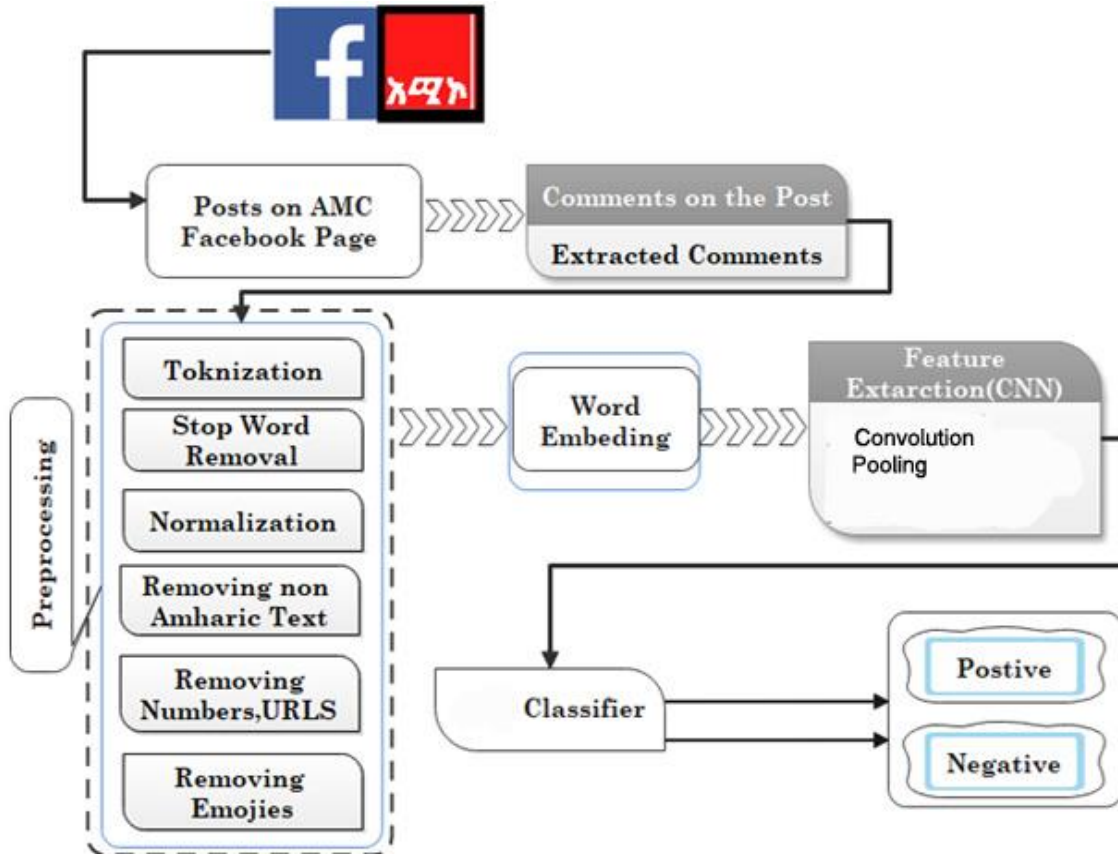 f
አሚኮ
Posts on AMC
Facebook Page
Comments on the Post
Extracted Comments
Preprocessing
Toknization
Stop Word
Removal
Normalization
Removing non
Amharic Text
Removing
Numbers,URLS
Removing
Emojies
Word
Embeding
Feature
Extarction(CNN)
Convolution
Pooling
Classifier
Postive
Negative